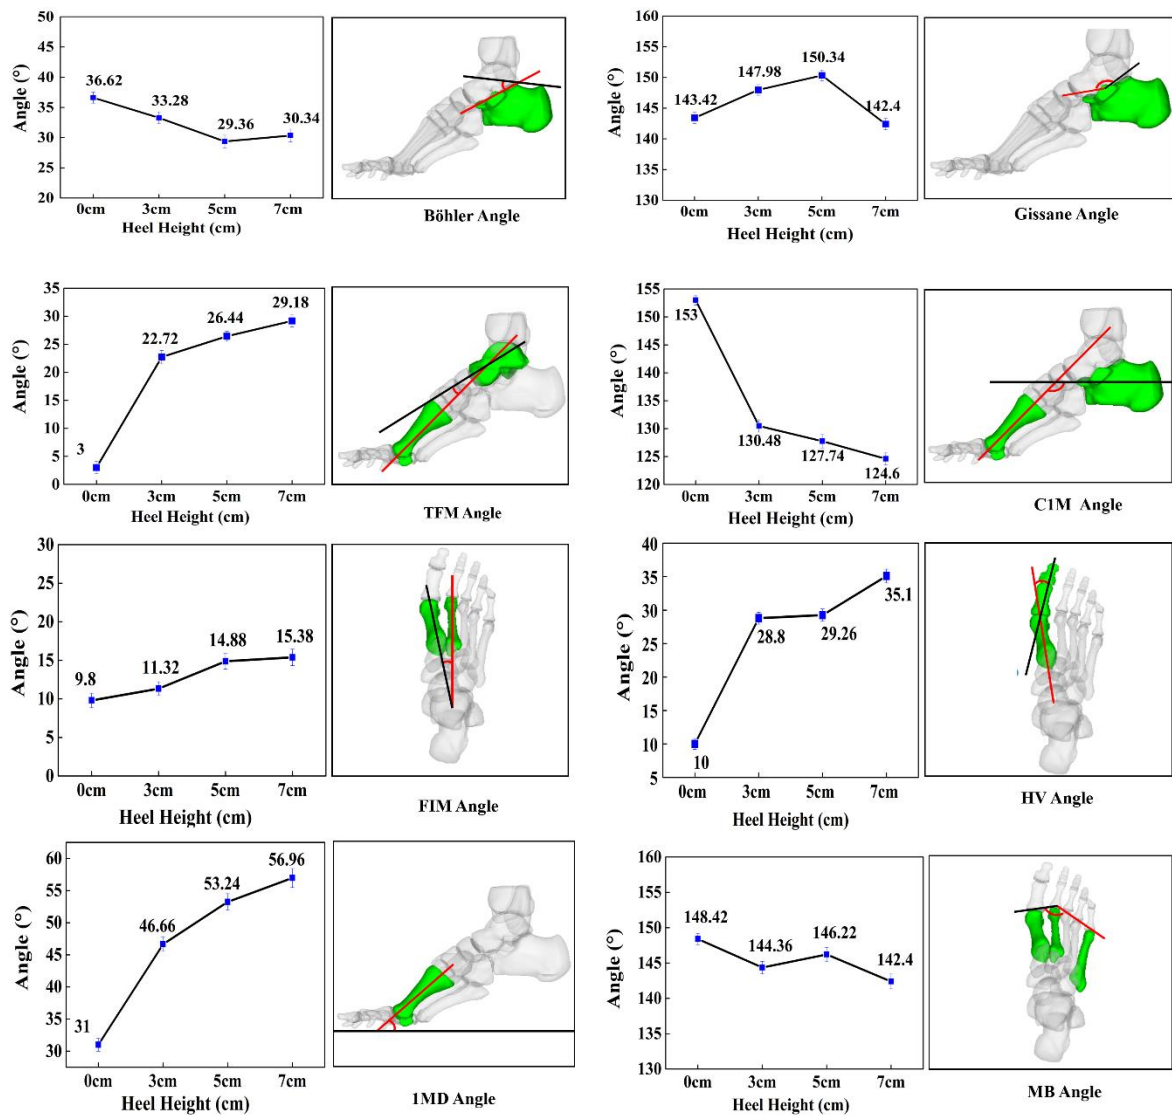 50
45
40
35
30
25
20
Angle (°)
36.62
33.28
29.36
30.34
0cm 3cm 5cm 7cm
Heel Height (cm)
Böhler Angle
160
155
150
145
140
135
130
Angle (°)
143.42
147.98
150.34
142.4
0cm 3cm 5cm 7cm
Heel Height (cm)
Gissane Angle
35
30
25
20
15
10
5
0
Angle (°)
3
22.72
26.44
29.18
0cm 3cm 5cm 7cm
Heel Height (cm)
TFM Angle
155
150
145
140
135
130
125
120
Angle (°)
153
130.48
127.74
124.6
0cm 3cm 5cm 7cm
Heel Height (cm)
C1M Angle
30
25
20
15
10
5
0
Angle (°)
9.8
11.32
14.88
15.38
0cm 3cm 5cm 7cm
Heel Height (cm)
FIM Angle
40
35
30
25
20
15
10
5
Angle (°)
10
28.8
29.26
35.1
0cm 3cm 5cm 7cm
Heel Height (cm)
HV Angle
60
55
50
45
40
35
30
Angle (°)
31
46.66
53.24
56.96
0cm 3cm 5cm 7cm
Heel Height (cm)
1MD Angle
160
155
150
145
140
135
130
Angle (°)
148.42
144.36
146.22
142.4
0cm 3cm 5cm 7cm
Heel Height (cm)
MB Angle